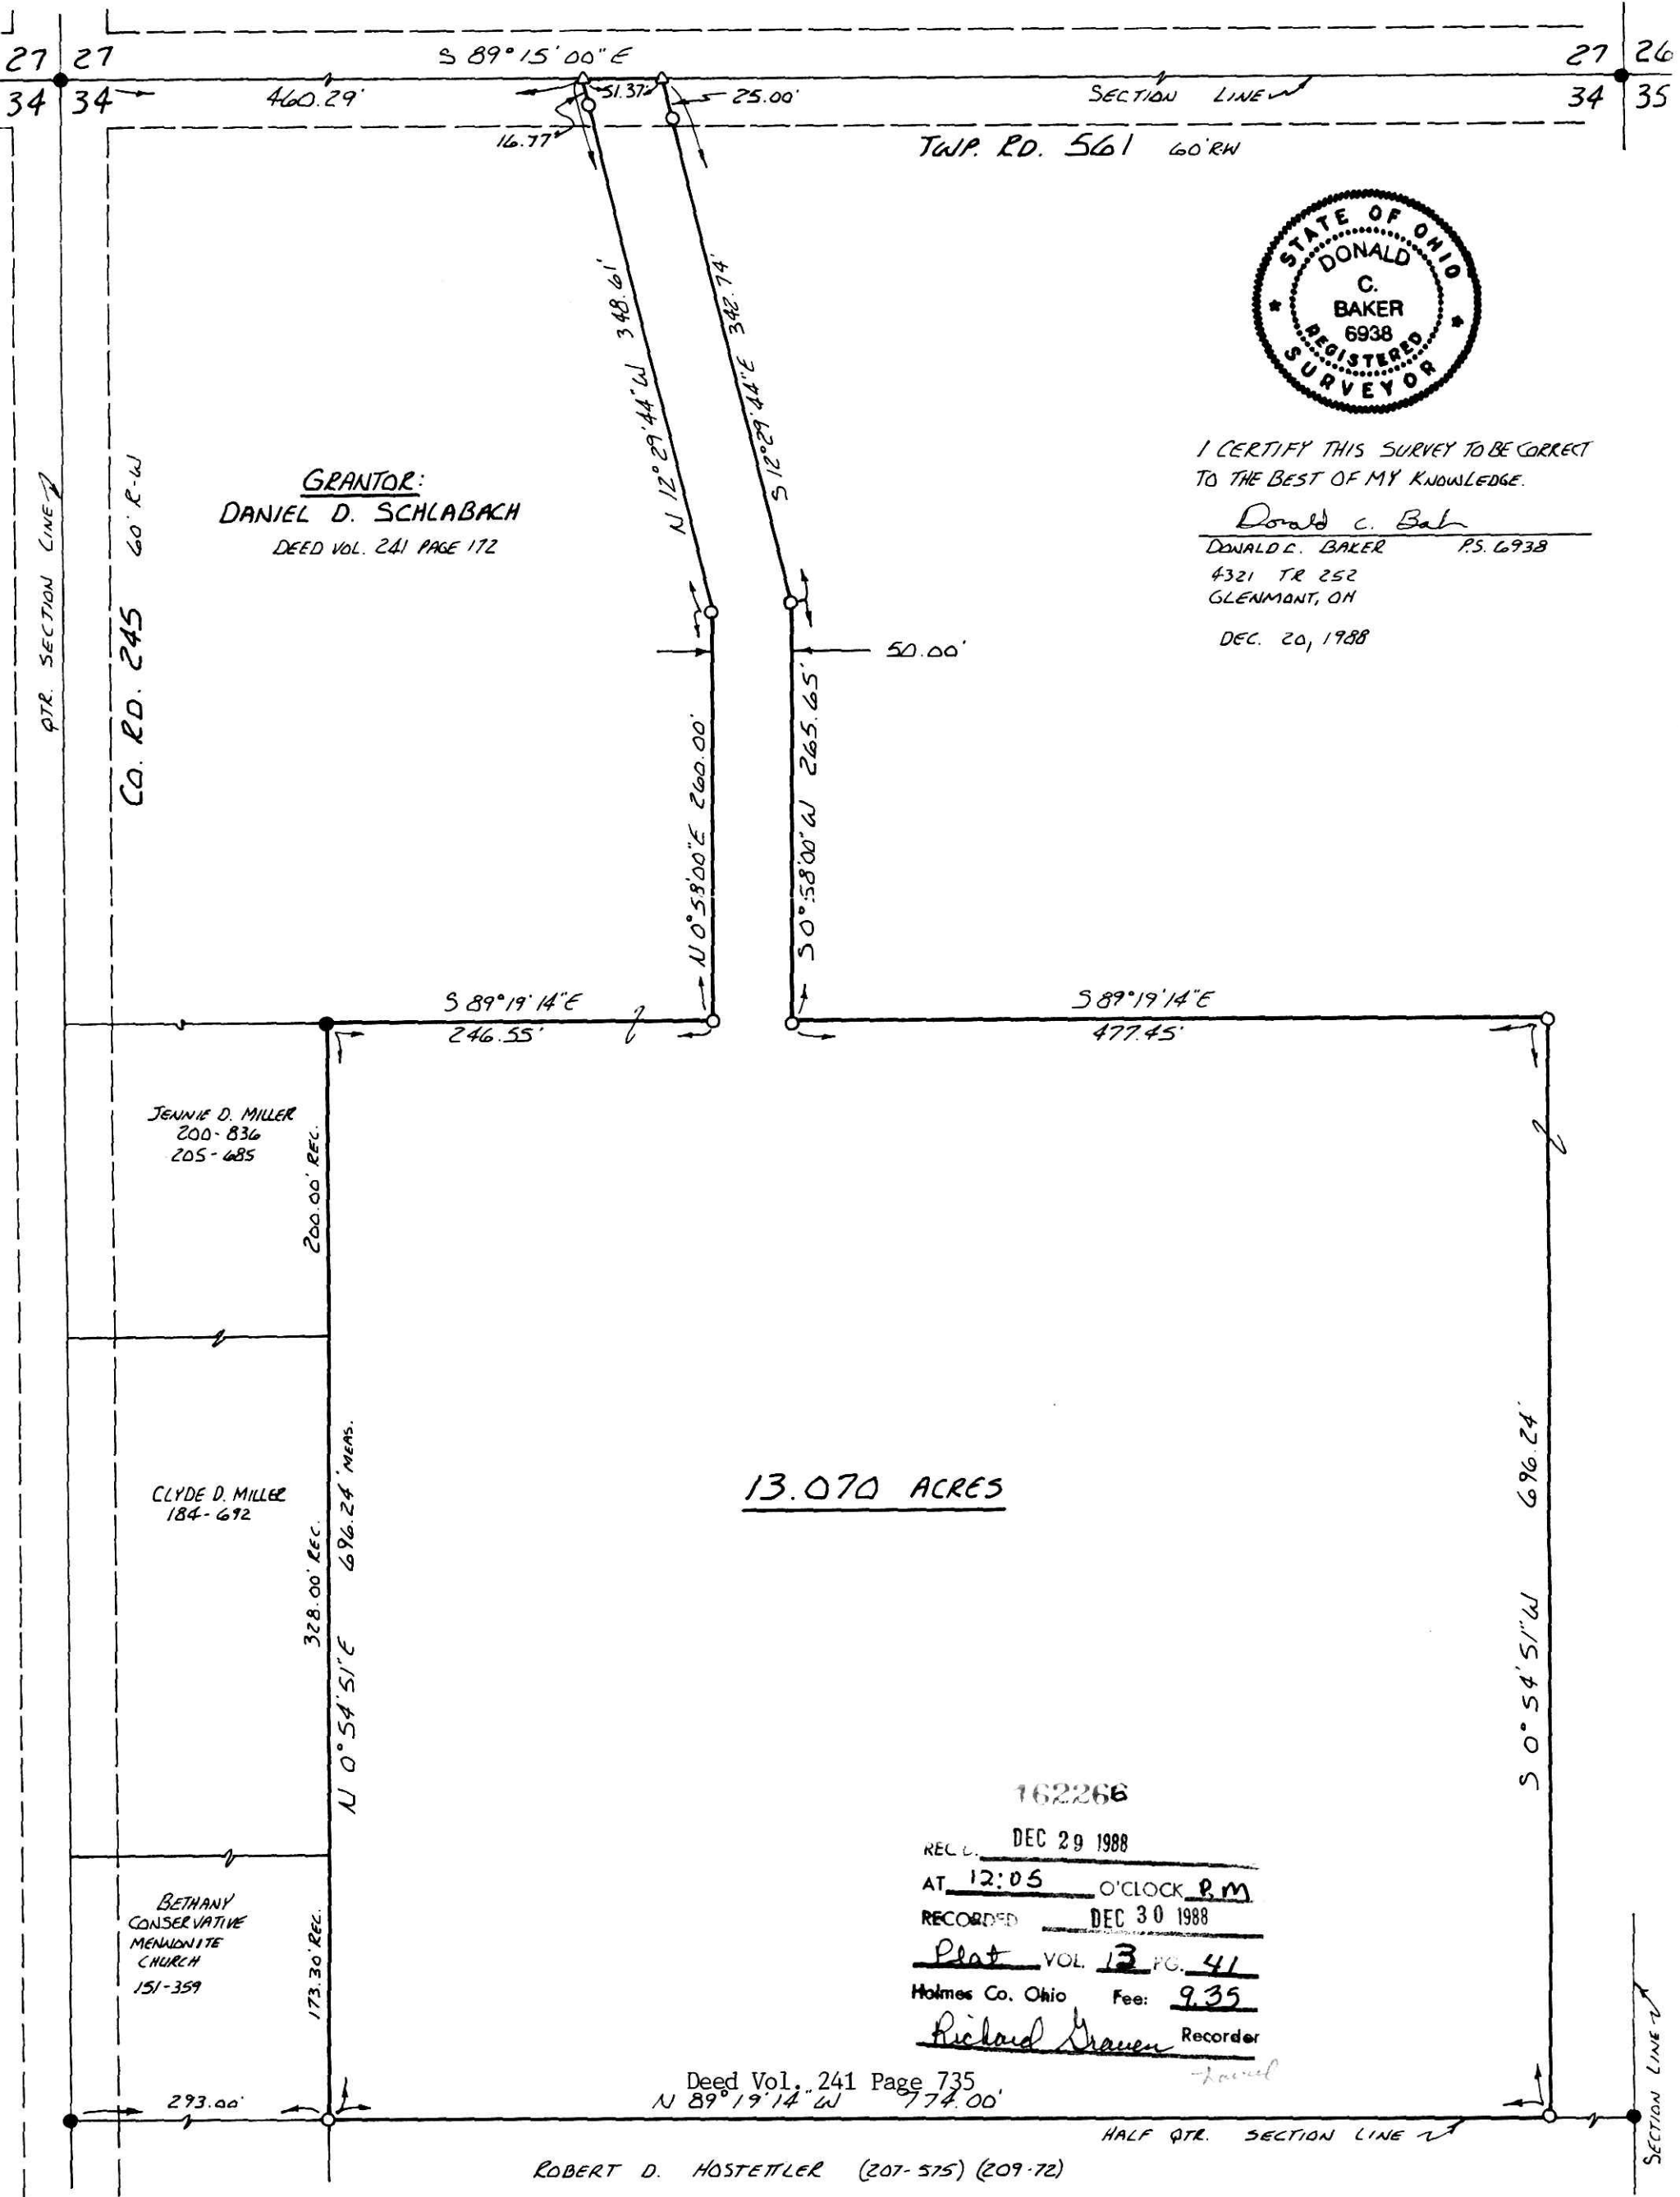 27 27
34 34
S 89° 15' 00" E
460.29'
51.37'
25.00'
16.77'
SECTION LINE
27 26
34 35
TWP. RD. 561 60' R-W
STATE OF OHIO
DONALD
C.
BAKER
6938
REGISTERED
SURVEYOR
I CERTIFY THIS SURVEY TO BE CORRECT
TO THE BEST OF MY KNOWLEDGE.
Donald C. Bak
DONALD C. BAKER P.S. 6938
4321 TR 252
GLENMONT, OH
DEC. 20, 1988
QTR. SECTION LINE
CO. RD. 245 60' R-W
GRANTOR:
DANIEL D. SCHLABACH
DEED VOL. 241 PAGE 172
N 12° 29' 44" W 348.61'
S 12° 29' 44" E 342.74'
50.00'
N 0° 58' 00" E 260.00'
S 0° 58' 00" W 265.65'
S 89° 19' 14" E
246.55'
S 89° 19' 14" E
477.45'
JENNIE D. MILLER
200-836
205-685
200.00' REC.
CLYDE D. MILLER
184-692
328.00' REC.
N 0° 54' 51" E 696.24' MEAS.
13.070 ACRES
S 0° 54' 51" W 696.24'
BETHANY
CONSERVATIVE
MENNONITE
CHURCH
151-359
173.30' REC.
162266
REC'D. DEC 29 1988
AT 12:05 O'CLOCK P.M
RECORDED DEC 30 1988
Plat VOL. 13 PG. 41
Holmes Co. Ohio Fee: 9.35
Richard Graven Recorder
Deed Vol. 241 Page 735
N 89° 19' 14" W 774.00'
293.00'
HALF QTR. SECTION LINE
SECTION LINE
ROBERT D. HOSTETTLER (207-575) (209-72)